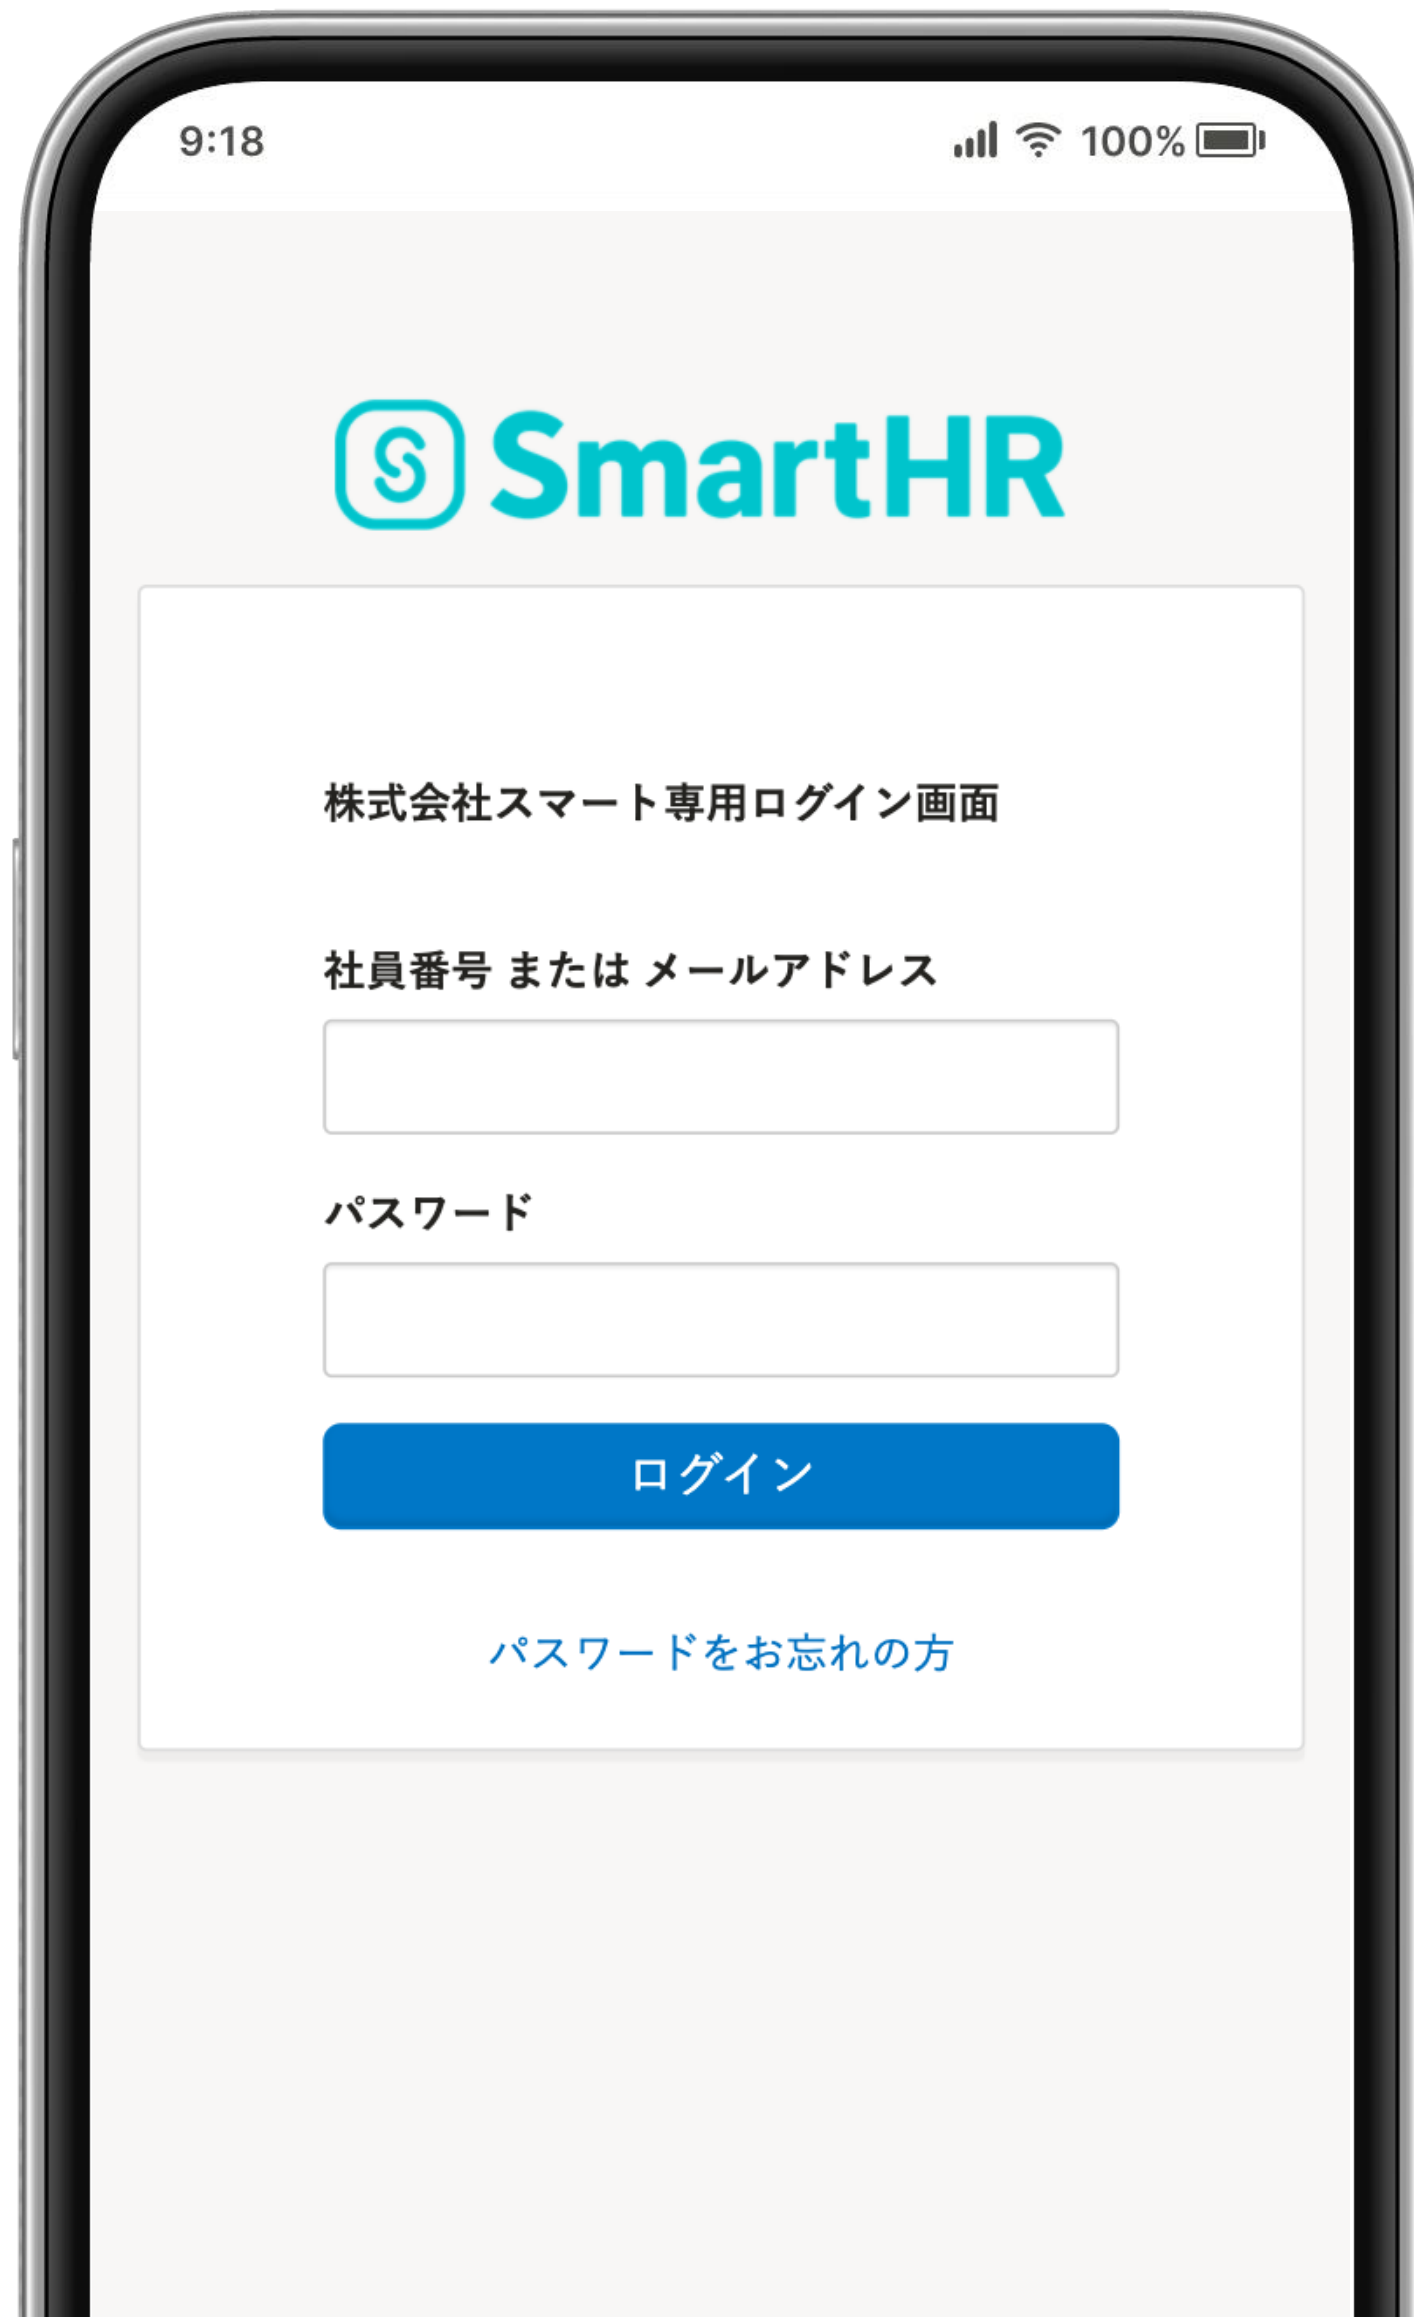 9:18 100%
SmartHR
株式会社スマート専用ログイン画面
社員番号 または メールアドレス
パスワード
ログイン
パスワードをお忘れの方